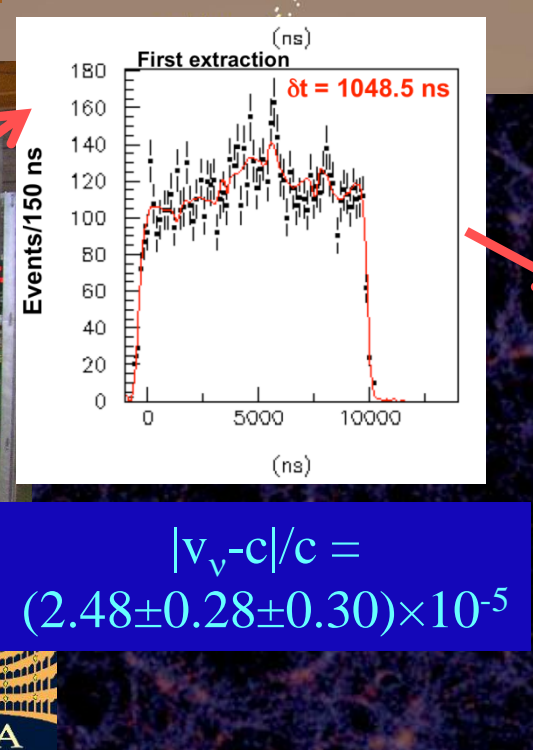 (ns)
First extraction
δt = 1048.5 ns
Events/150 ns
180
160
140
120
100
80
60
40
20
0
0 5000 10000
(ns)
|vᵥ-c|/c =
(2.48±0.28±0.30)×10⁻⁵
A